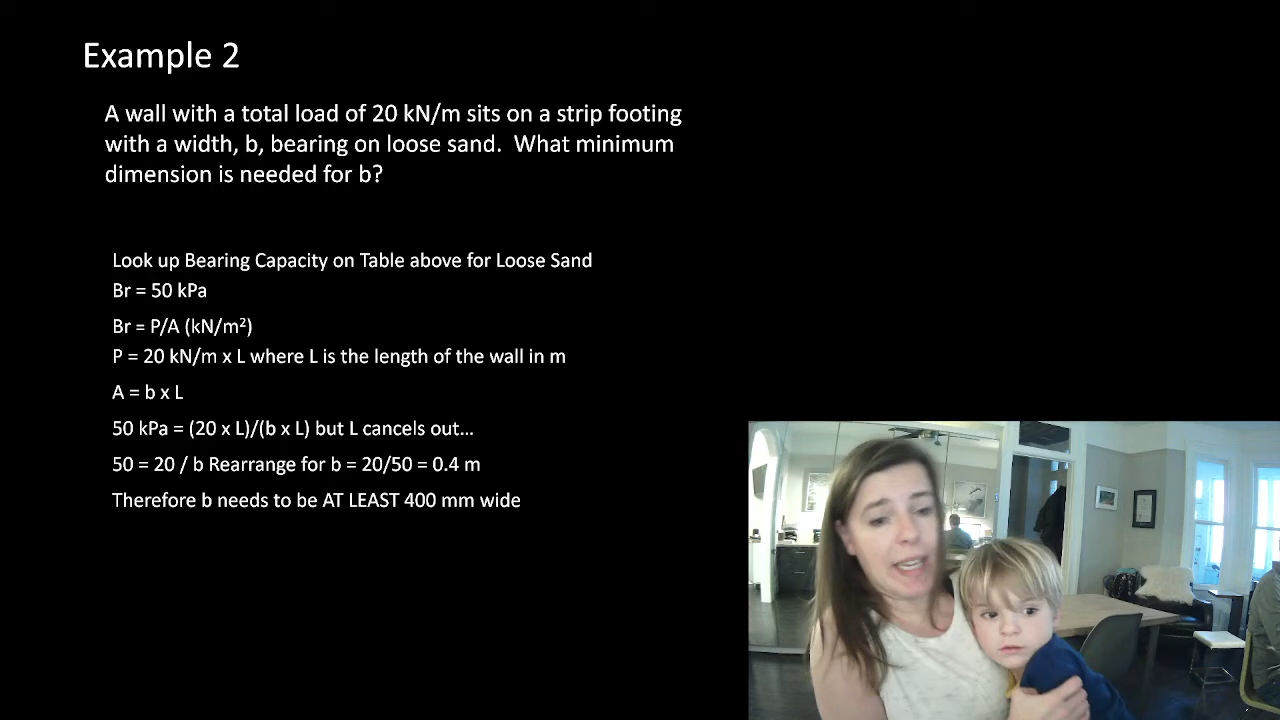 Example 2
A wall with a total load of 20 kN/m sits on a strip footing
with a width, b, bearing on loose sand.  What minimum
dimension is needed for b?
Look up Bearing Capacity on Table above for Loose Sand
Br = 50 kPa
Br = P/A (kN/m²)
P = 20 kN/m x L where L is the length of the wall in m
A = b x L
50 kPa = (20 x L)/(b x L) but L cancels out...
50 = 20 / b Rearrange for b = 20/50 = 0.4 m
Therefore b needs to be AT LEAST 400 mm wide